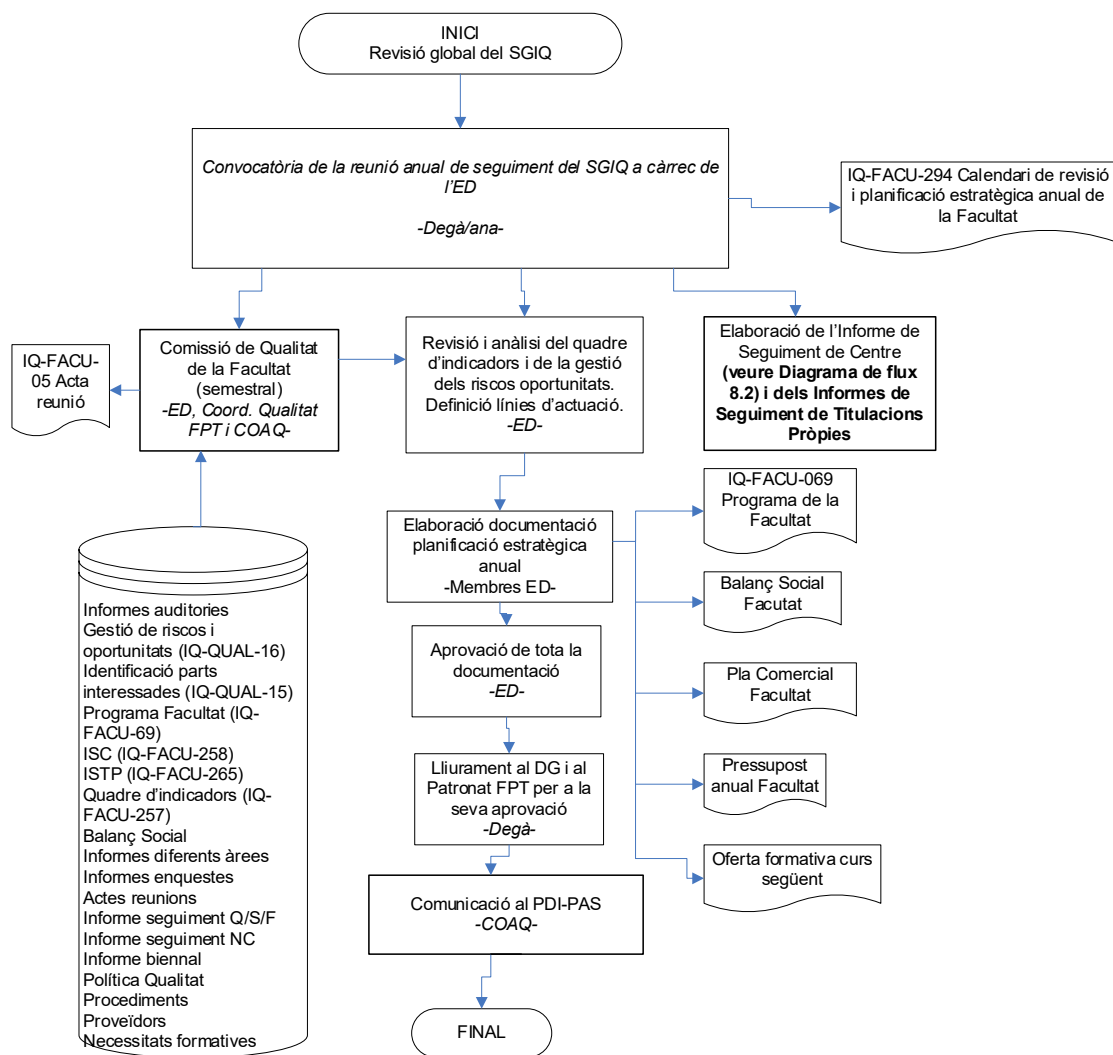 INICI
Revisió global del SGIQ
Convocatòria de la reunió anual de seguiment del SGIQ a càrrec de
l’ED
-Degà/ana-
IQ-FACU-294 Calendari de revisió
i planificació estratègica anual de
la Facultat
IQ-FACU-
05 Acta
reunió
Comissió de Qualitat
de la Facultat
(semestral)
-ED, Coord. Qualitat
FPT i COAQ-
Revisió i anàlisi del quadre
d’indicadors i de la gestió
dels riscos oportunitats.
Definició línies d’actuació.
-ED-
Elaboració de l’Informe de
Seguiment de Centre
(veure Diagrama de flux
8.2) i dels Informes de
Seguiment de Titulacions
Pròpies
Elaboració documentació
planificació estratègica
anual
-Membres ED-
IQ-FACU-069
Programa de la
Facultat
Balanç Social
Facutat
Pla Comercial
Facultat
Pressupost
anual Facultat
Oferta formativa curs
següent
Aprovació de tota la
documentació
-ED-
Lliurament al DG i al
Patronat FPT per a la
seva aprovació
-Degà-
Comunicació al PDI-PAS
-COAQ-
FINAL
Informes auditories
Gestió de riscos i
oportunitats (IQ-QUAL-16)
Identificació parts
interessades (IQ-QUAL-15)
Programa Facultat (IQ-
FACU-69)
ISC (IQ-FACU-258)
ISTP (IQ-FACU-265)
Quadre d’indicadors (IQ-
FACU-257)
Balanç Social
Informes diferents àrees
Informes enquestes
Actes reunions
Informe seguiment Q/S/F
Informe seguiment NC
Informe biennal
Política Qualitat
Procediments
Proveïdors
Necessitats formatives